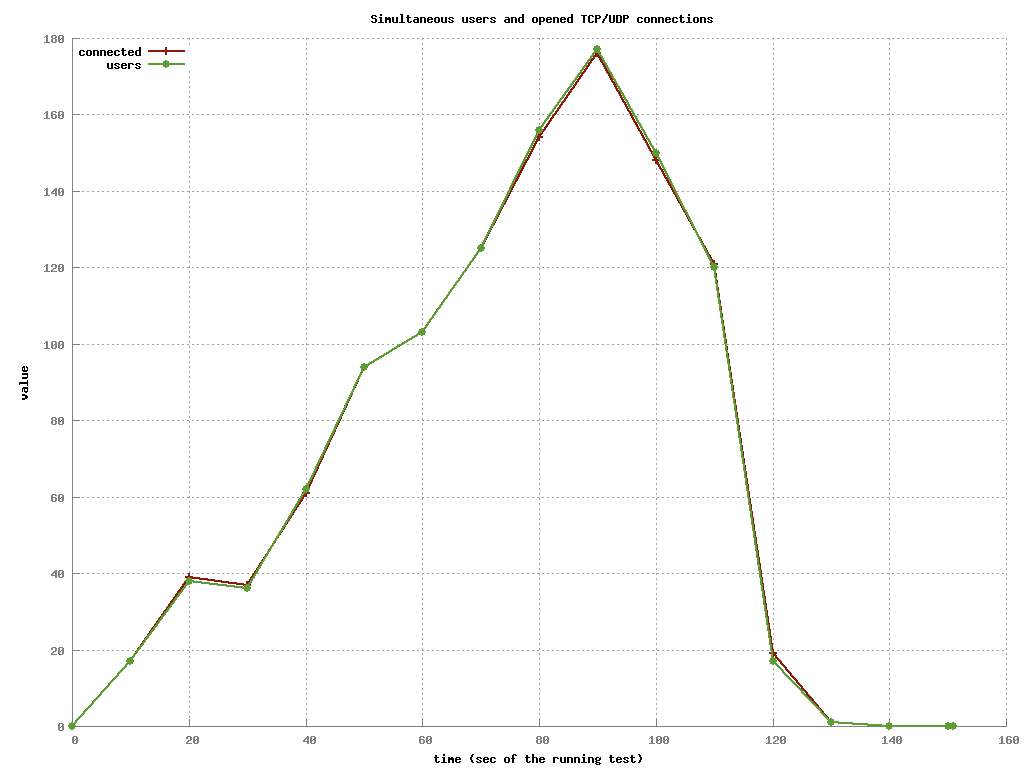 Simultaneous users and opened TCP/UDP connections
180
connected
users
160
140
120
100
value
80
60
40
20
0
0 20 40 60 80 100 120 140 160
time (sec of the running test)